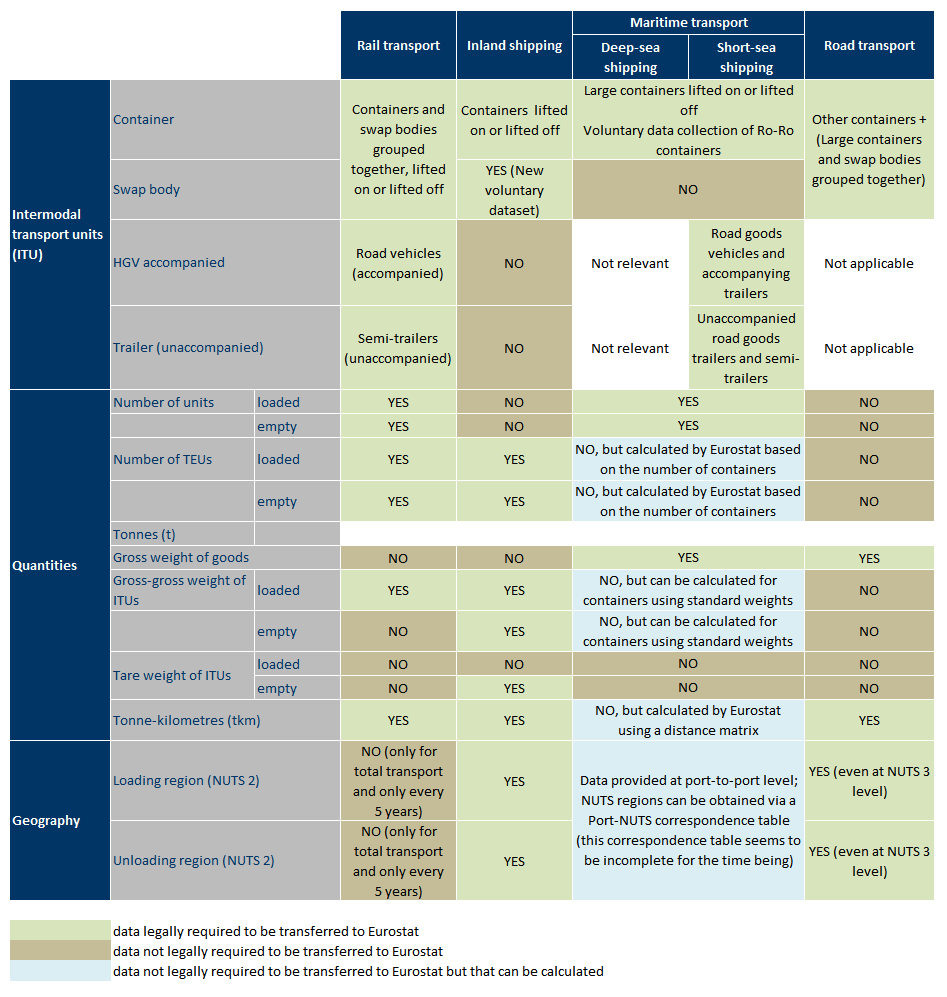 Maritime transport
Rail transport
Inland shipping
Deep-sea
shipping
Short-sea
shipping
Road transport
Intermodal
transport units
(ITU)
Container
Containers and
swap bodies
grouped
together, lifted
on or lifted off
Containers lifted
on or lifted off
Large containers lifted on or lifted
off
Voluntary data collection of Ro-Ro
containers
Other containers +
(Large containers
and swap bodies
grouped together)
Swap body
YES (New
voluntary
dataset)
NO
HGV accompanied
Road vehicles
(accompanied)
NO
Not relevant
Road goods
vehicles and
accompanying
trailers
Not applicable
Trailer (unaccompanied)
Semi-trailers
(unaccompanied)
NO
Not relevant
Unaccompanied
road goods
trailers and semi-
trailers
Not applicable
Quantities
Number of units
loaded
YES
NO
YES
NO
empty
YES
NO
YES
NO
Number of TEUs
loaded
YES
YES
NO, but calculated by Eurostat based
on the number of containers
NO
empty
YES
YES
NO, but calculated by Eurostat based
on the number of containers
NO
Tonnes (t)
Gross weight of goods
NO
NO
YES
YES
Gross-gross weight of
ITUs
loaded
YES
YES
NO, but can be calculated for
containers using standard weights
NO
empty
NO
YES
NO, but can be calculated for
containers using standard weights
NO
Tare weight of ITUs
loaded
NO
NO
NO
NO
empty
NO
YES
NO
NO
Tonne-kilometres (tkm)
YES
YES
NO, but calculated by Eurostat
using a distance matrix
YES
Geography
Loading region (NUTS 2)
NO (only for
total transport
and only every
5 years)
YES
Data provided at port-to-port level;
NUTS regions can be obtained via a
Port-NUTS correspondence table
(this correspondence table seems to
be incomplete for the time being)
YES (even at NUTS 3
level)
Unloading region (NUTS 2)
NO (only for
total transport
and only every
5 years)
YES
YES (even at NUTS 3
level)
data legally required to be transferred to Eurostat
data not legally required to be transferred to Eurostat
data not legally required to be transferred to Eurostat but that can be calculated